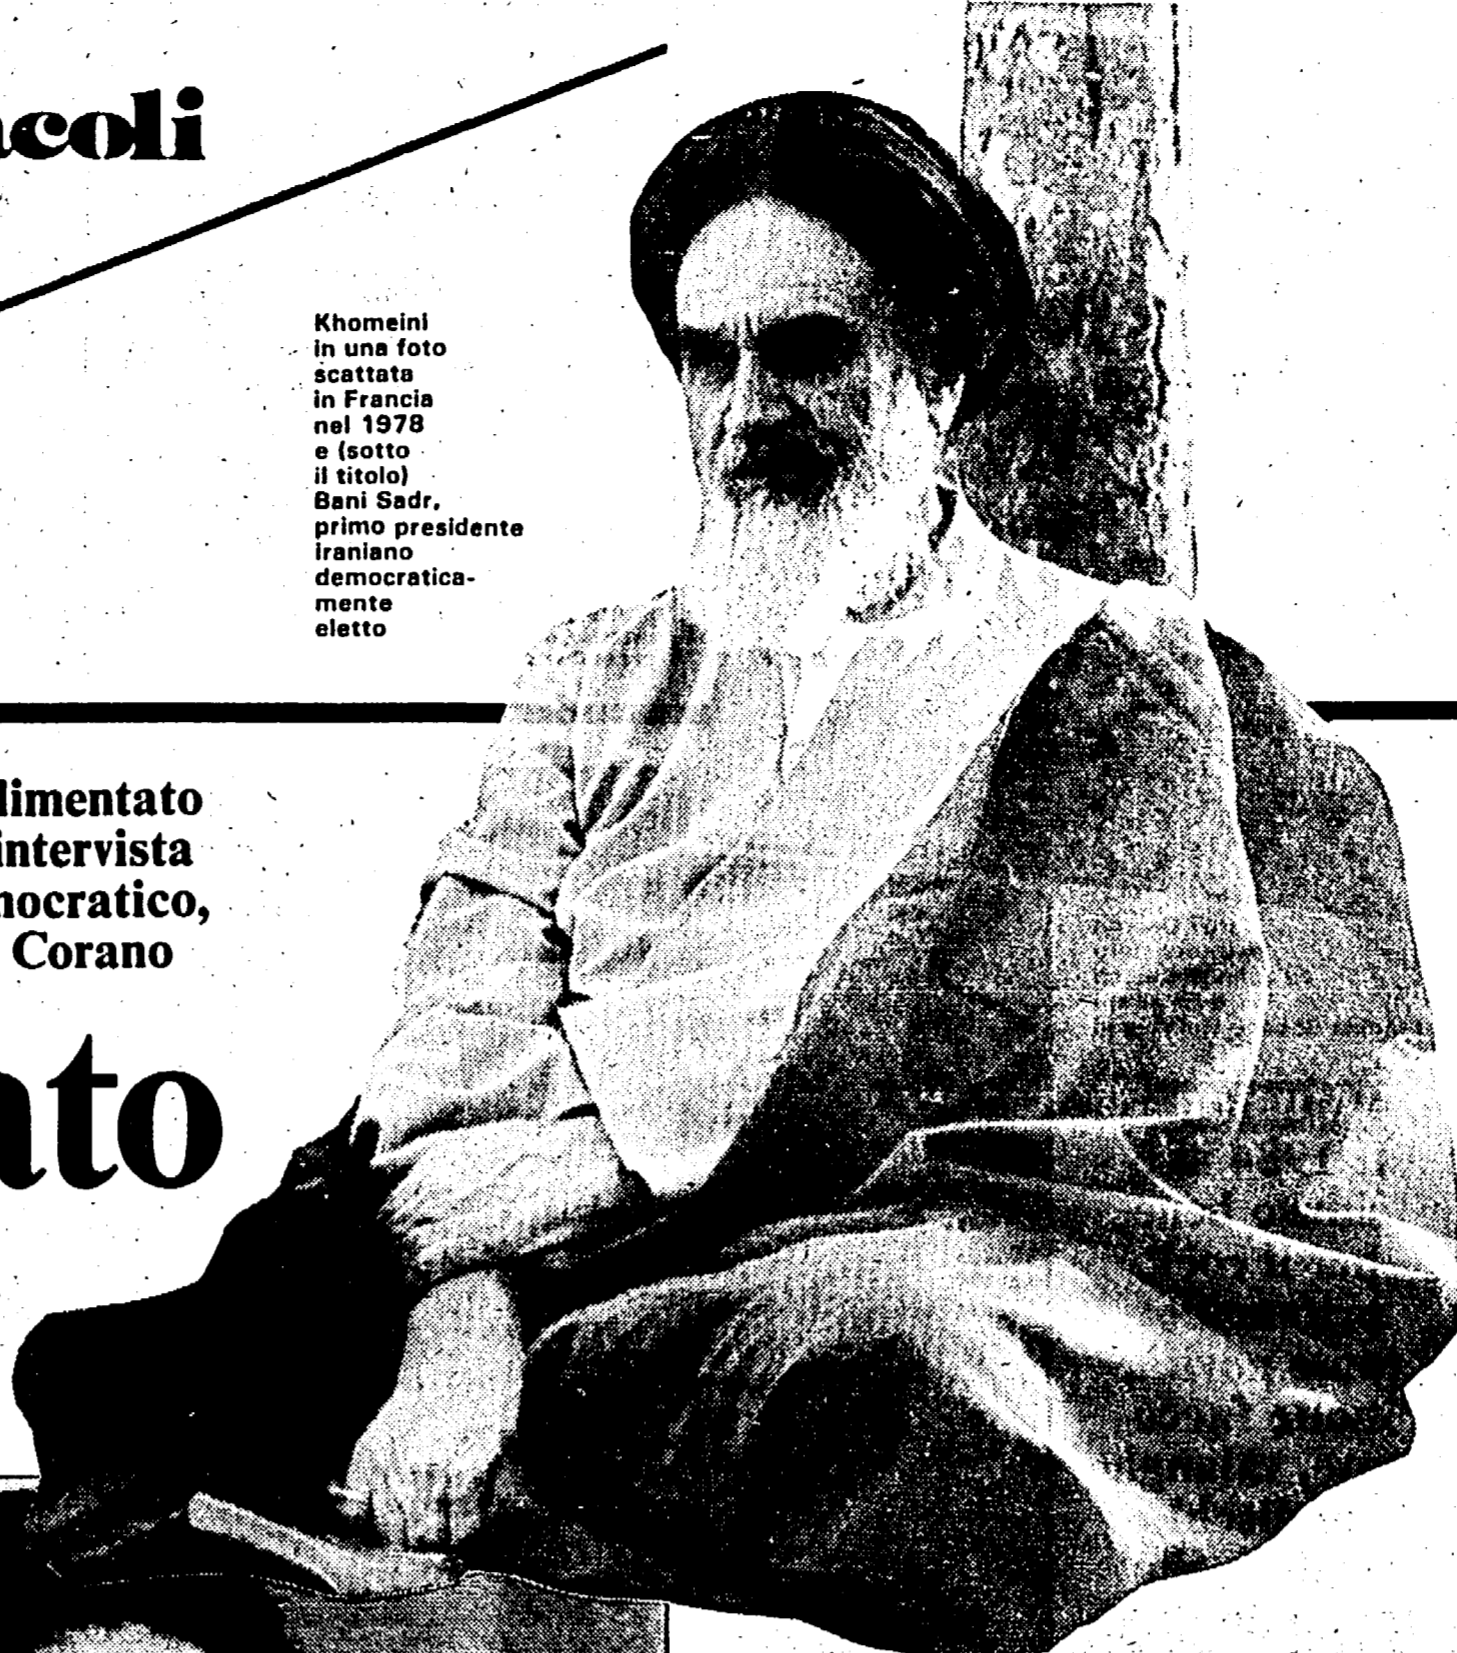 acoli
Khomeini
in una foto
scattata
in Francia
nel 1978
e (sotto
il titolo)
Bani Sadr,
primo presidente
iraniano
democratica-
mente
eletto
limentato
intervista
nocratico,
Corano
ato